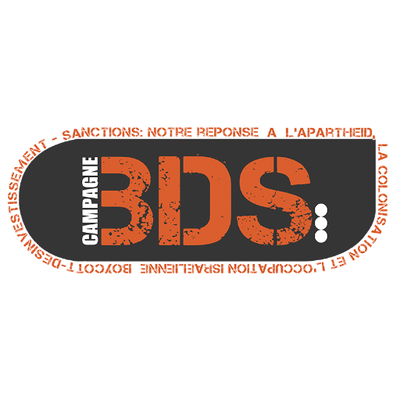 CAMPAGNE
BDS
BOYCOTT-DESINVESTISSEMENT - SANCTIONS: NOTRE REPONSE A L'APARTHEID, LA COLONISATION ET L'OCCUPATION ISRAELIENNE